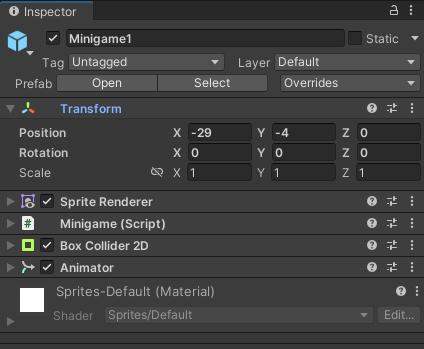 Inspector
Minigame1 Static
Tag Untagged Layer Default
Prefab Open Select Overrides
Transform
Position X -29 Y -4 Z 0
Rotation X 0 Y 0 Z 0
Scale X 1 Y 1 Z 1
Sprite Renderer
# Minigame (Script)
Box Collider 2D
Animator
Sprites-Default (Material)
Shader Sprites/Default Edit...